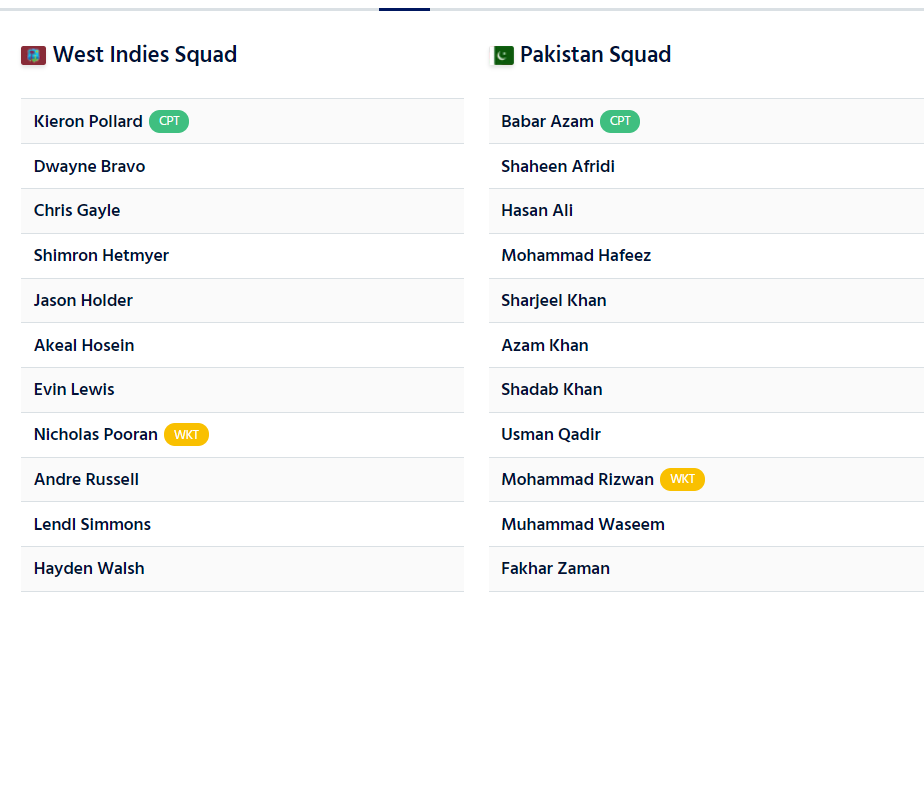 West Indies Squad
Kieron Pollard CPT
Dwayne Bravo
Chris Gayle
Shimron Hetmyer
Jason Holder
Akeal Hosein
Evin Lewis
Nicholas Pooran WKT
Andre Russell
Lendl Simmons
Hayden Walsh
Pakistan Squad
Babar Azam CPT
Shaheen Afridi
Hasan Ali
Mohammad Hafeez
Sharjeel Khan
Azam Khan
Shadab Khan
Usman Qadir
Mohammad Rizwan WKT
Muhammad Waseem
Fakhar Zaman